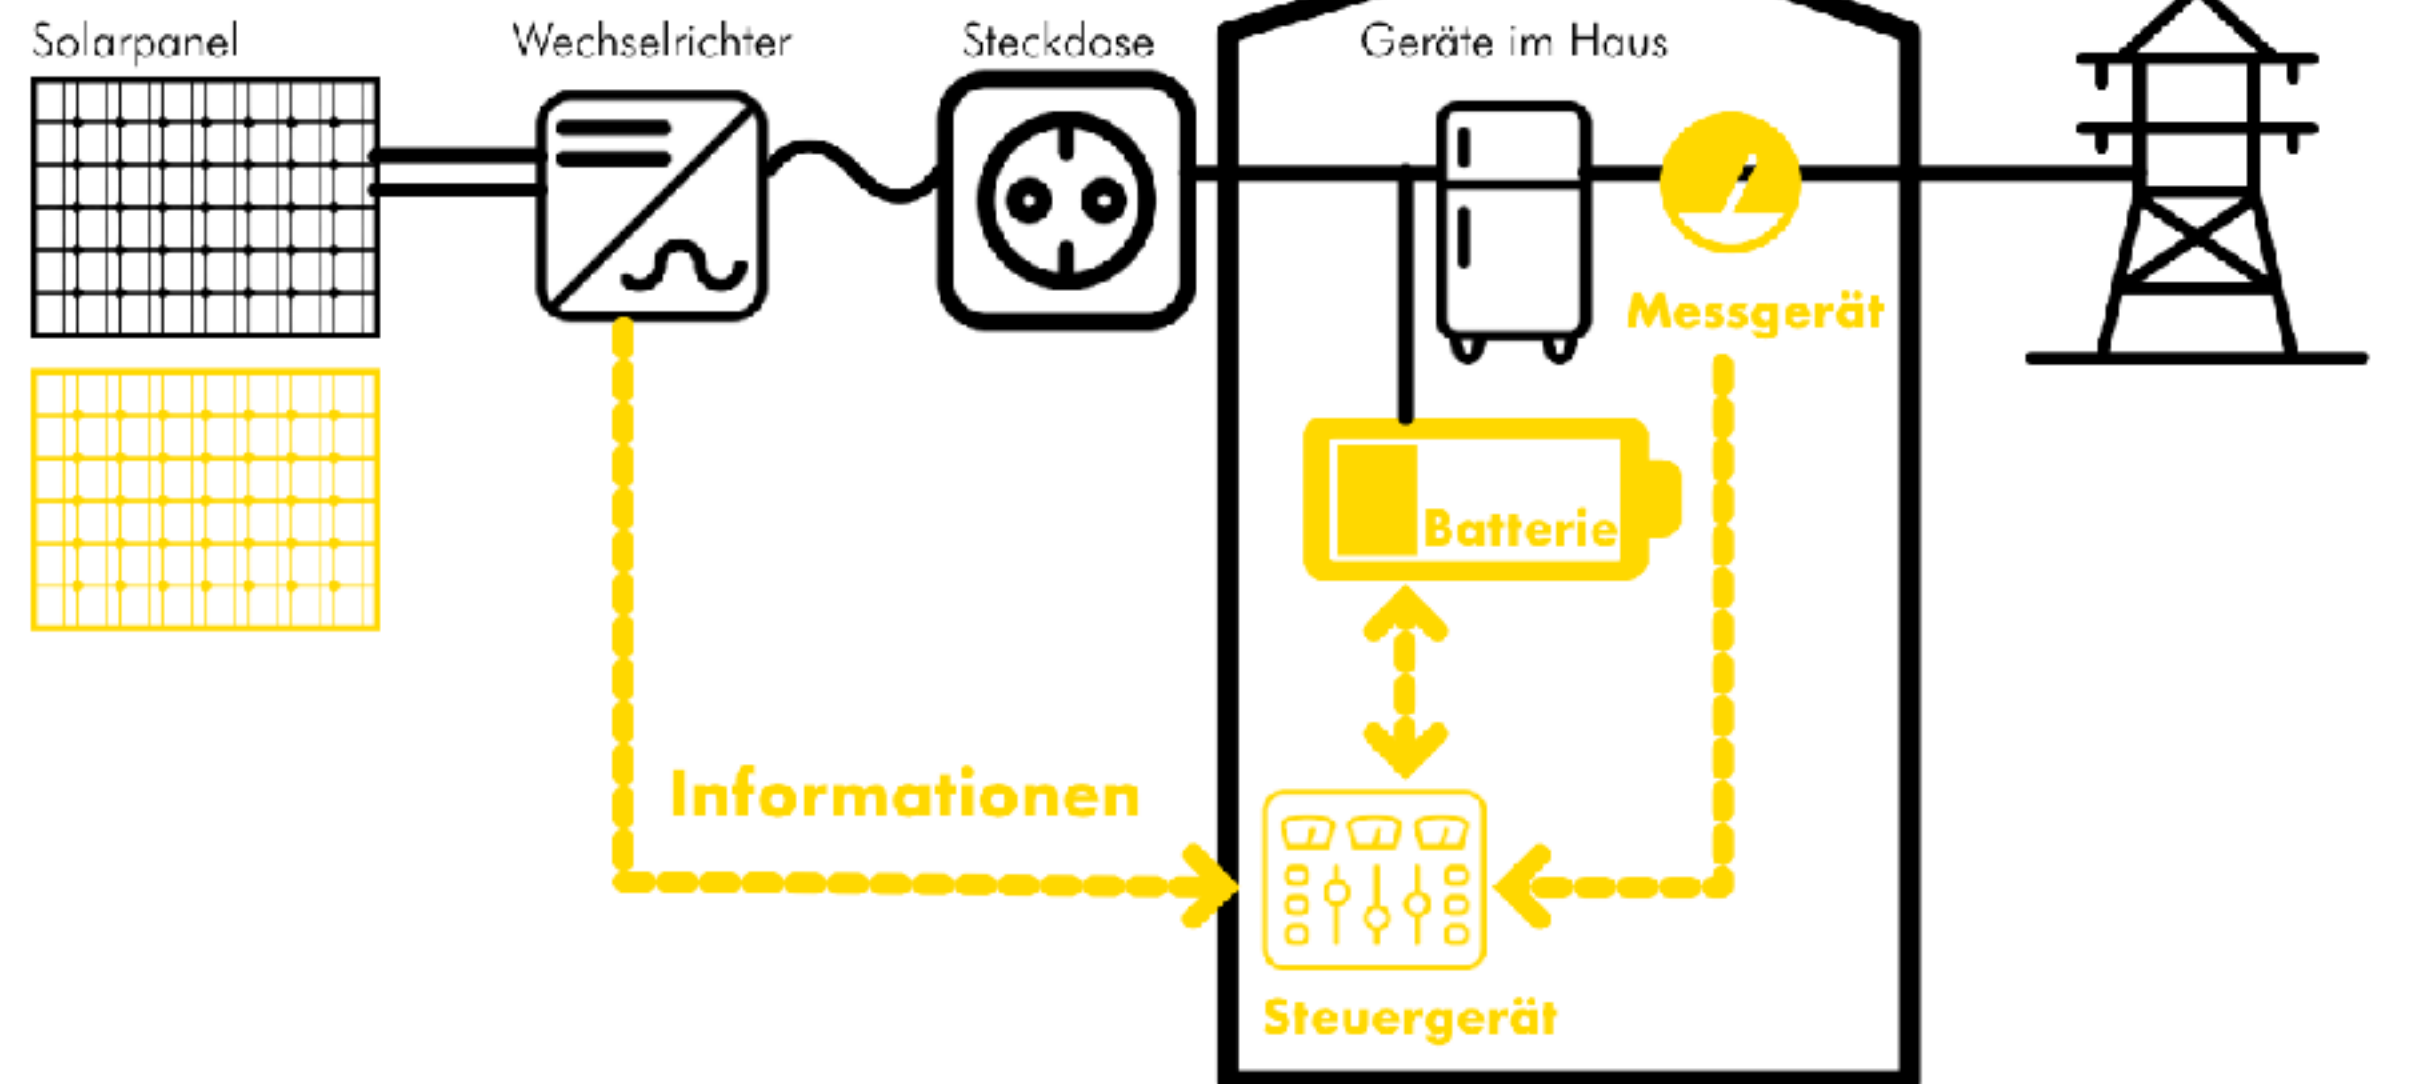 Solarpanel
Wechselrichter
Steckdose
Geräte im Haus
Messgerät
Batterie
Informationen
Steuergerät